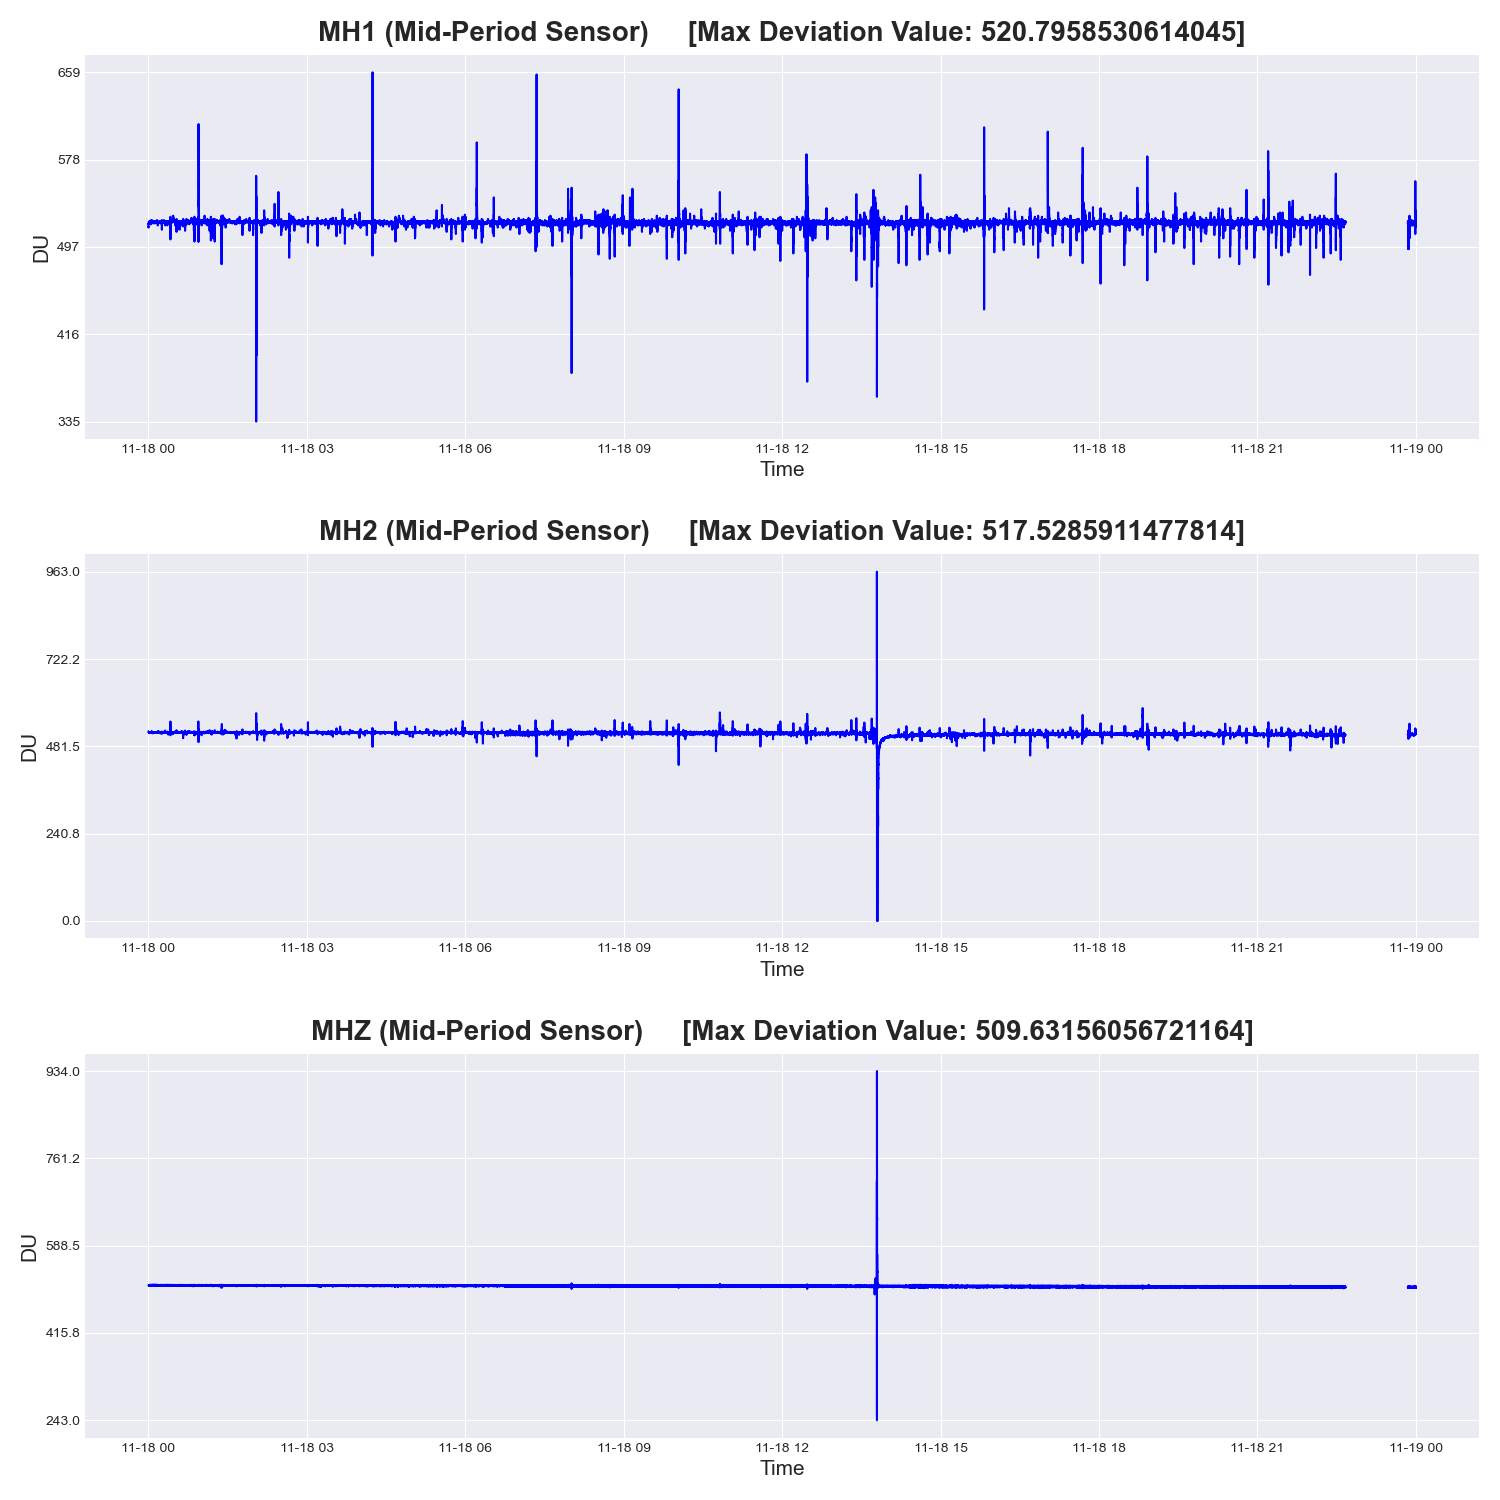 MH1 (Mid-Period Sensor) [Max Deviation Value: 520.7958530614045]
659
578
497
416
335
DU
11-18 00 11-18 03 11-18 06 11-18 09 11-18 12 11-18 15 11-18 18 11-18 21 11-19 00
Time
MH2 (Mid-Period Sensor) [Max Deviation Value: 517.5285911477814]
963.0
722.2
481.5
240.8
0.0
DU
11-18 00 11-18 03 11-18 06 11-18 09 11-18 12 11-18 15 11-18 18 11-18 21 11-19 00
Time
MHZ (Mid-Period Sensor) [Max Deviation Value: 509.63156056721164]
934.0
761.2
588.5
415.8
243.0
DU
11-18 00 11-18 03 11-18 06 11-18 09 11-18 12 11-18 15 11-18 18 11-18 21 11-19 00
Time